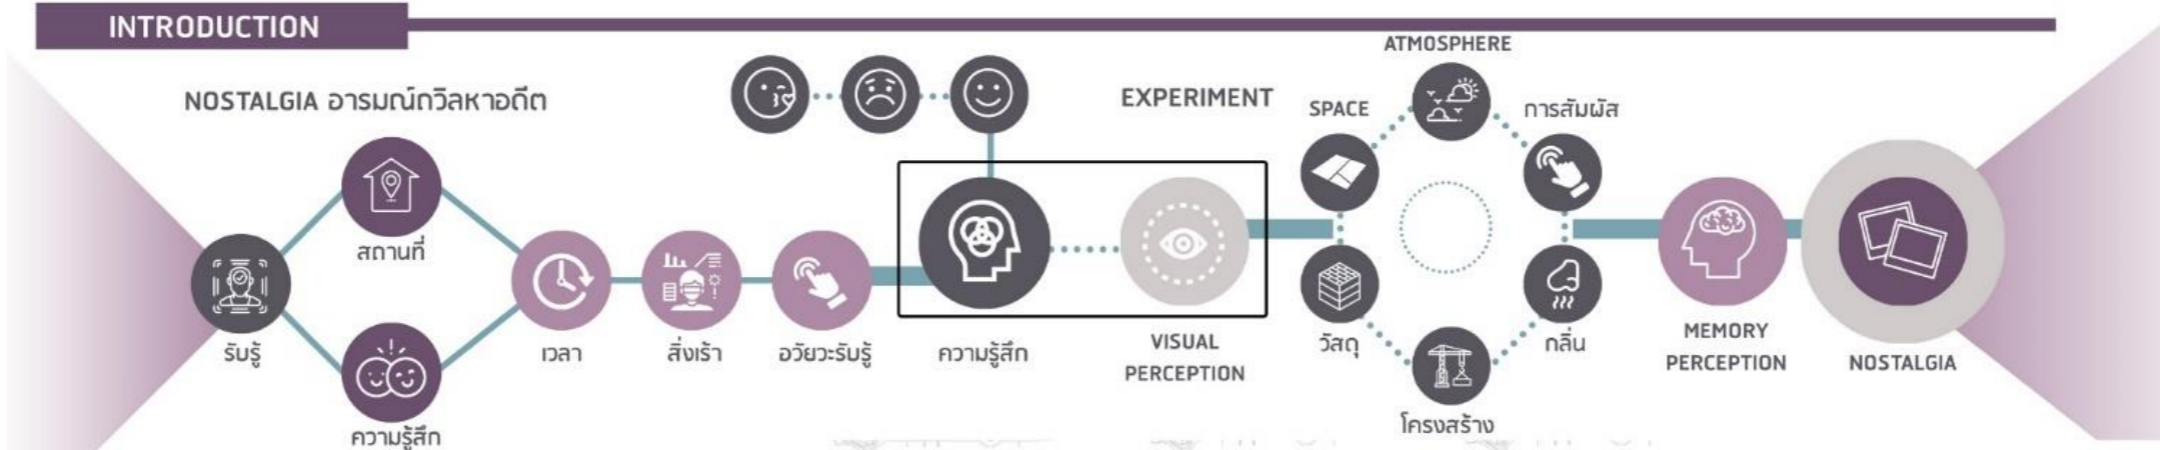 INTRODUCTION
NOSTALGIA อารมณ์ถวิลหาอดีต
รับรู้
สถานที่
ความรู้สึก
เวลา
สิ่งเร้า
อวัยวะรับรู้
ความรู้สึก
VISUAL
PERCEPTION
EXPERIMENT
SPACE
ATMOSPHERE
การสัมผัส
วัสดุ
โครงสร้าง
กลิ่น
MEMORY
PERCEPTION
NOSTALGIA